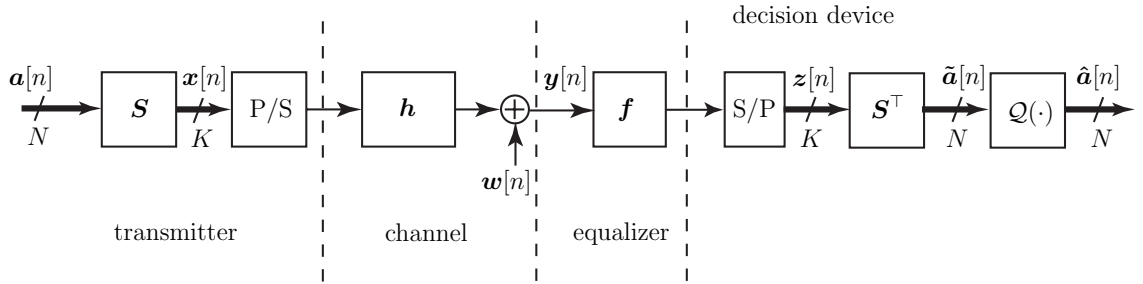 decision device
a[n] x[n] y[n] z[n] ã[n] â[n]
S P/S h f S/P S⊤ Q(·)
N K K N N
w[n]
transmitter channel equalizer